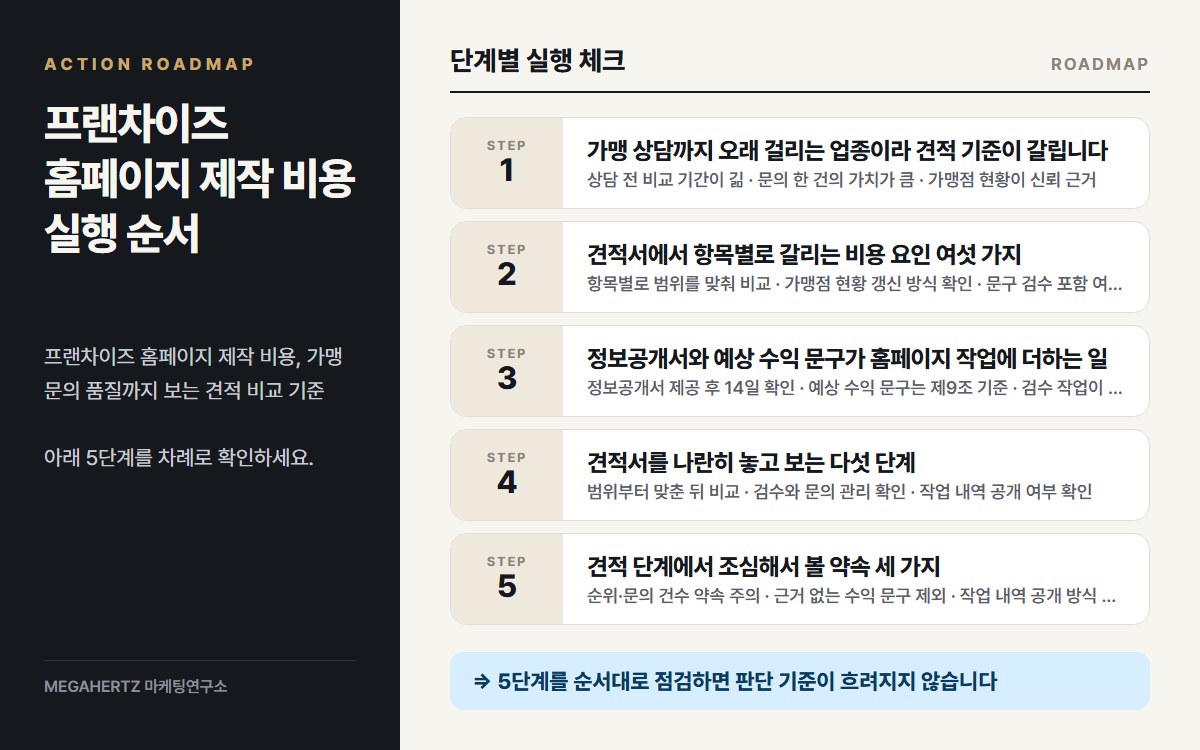 ACTION ROADMAP
프랜차이즈
홈페이지 제작 비용
실행 순서
프랜차이즈 홈페이지 제작 비용, 가맹
문의 품질까지 보는 견적 비교 기준
아래 5단계를 차례로 확인하세요.
MEGAHERTZ 마케팅연구소
단계별 실행 체크
ROADMAP
STEP
1
가맹 상담까지 오래 걸리는 업종이라 견적 기준이 갈립니다
상담 전 비교 기간이 긺 · 문의 한 건의 가치가 큼 · 가맹점 현황이 신뢰 근거
STEP
2
견적서에서 항목별로 갈리는 비용 요인 여섯 가지
항목별로 범위를 맞춰 비교 · 가맹점 현황 갱신 방식 확인 · 문구 검수 포함 여...
STEP
3
정보공개서와 예상 수익 문구가 홈페이지 작업에 더하는 일
정보공개서 제공 후 14일 확인 · 예상 수익 문구는 제9조 기준 · 검수 작업이 ...
STEP
4
견적서를 나란히 놓고 보는 다섯 단계
범위부터 맞춘 뒤 비교 · 검수와 문의 관리 확인 · 작업 내역 공개 여부 확인
STEP
5
견적 단계에서 조심해서 볼 약속 세 가지
순위·문의 건수 약속 주의 · 근거 없는 수익 문구 제외 · 작업 내역 공개 방식 ...
→ 5단계를 순서대로 점검하면 판단 기준이 흐려지지 않습니다